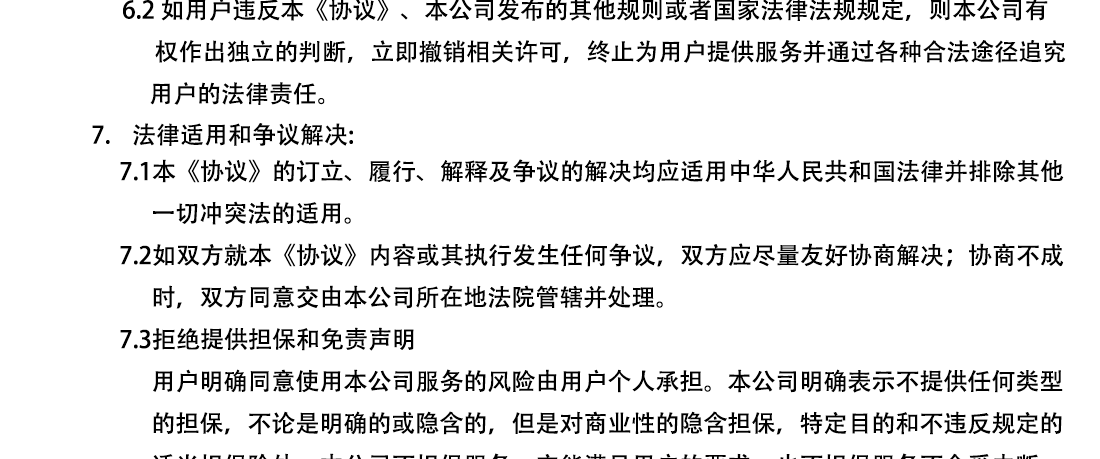 6.2 如用户违反本《协议》、本公司发布的其他规则或者国家法律法规规定，则本公司有
权作出独立的判断，立即撤销相关许可，终止为用户提供服务并通过各种合法途径追究
用户的法律责任。
7. 法律适用和争议解决:
7.1本《协议》的订立、履行、解释及争议的解决均应适用中华人民共和国法律并排除其他
一切冲突法的适用。
7.2如双方就本《协议》内容或其执行发生任何争议，双方应尽量友好协商解决；协商不成
时，双方同意交由本公司所在地法院管辖并处理。
7.3拒绝提供担保和免责声明
用户明确同意使用本公司服务的风险由用户个人承担。本公司明确表示不提供任何类型
的担保，不论是明确的或隐含的，但是对商业性的隐含担保，特定目的和不违反规定的